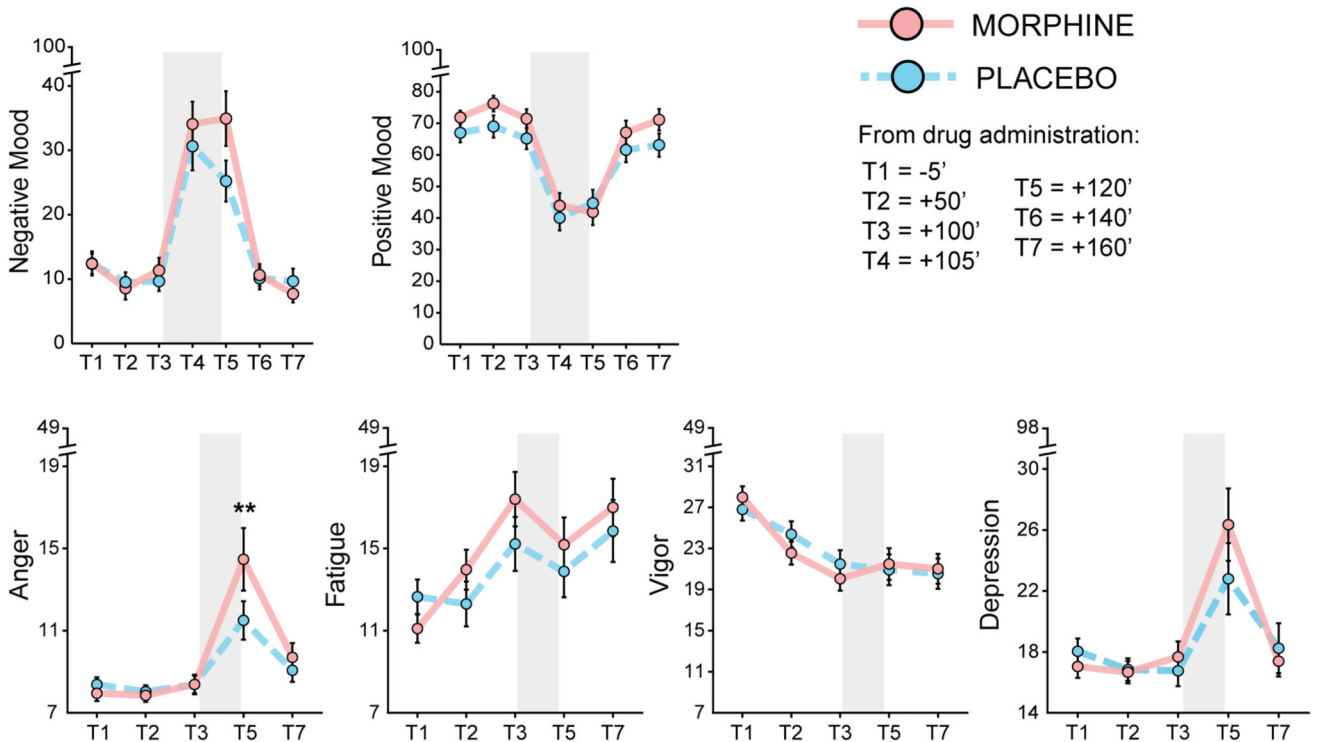 MORPHINE
PLACEBO
From drug administration:
T1 = -5’
T2 = +50’
T3 = +100’
T4 = +105’
T5 = +120’
T6 = +140’
T7 = +160’
Negative Mood
100
40
30
20
10
0
T1 T2 T3 T4 T5 T6 T7
Positive Mood
100
80
70
60
50
40
30
20
10
0
T1 T2 T3 T4 T5 T6 T7
Anger
49
19
15
11
7
**
T1 T2 T3 T5 T7
Fatigue
49
19
15
11
7
T1 T2 T3 T5 T7
Vigor
49
31
27
23
19
15
11
7
T1 T2 T3 T5 T7
Depression
98
30
26
22
18
14
T1 T2 T3 T5 T7